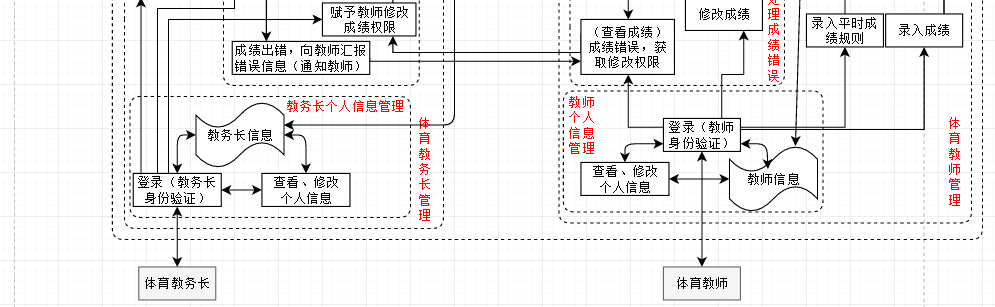 赋予教师修改
成绩权限
成绩出错，向教师汇报
错误信息（通知教师）
教务长个人信息管理
教务长信息
登录（教务长
身份验证）
查看、修改
个人信息
体育教务长管理
体育教务长
（查看成绩）
成绩错误，获
取修改权限
修改成绩
理成绩错误
录入平时成
绩规则
录入成绩
教师
个人
信息
管理
登录（教师
身份验证）
查看、修改
个人信息
教师信息
体育教师管理
体育教师